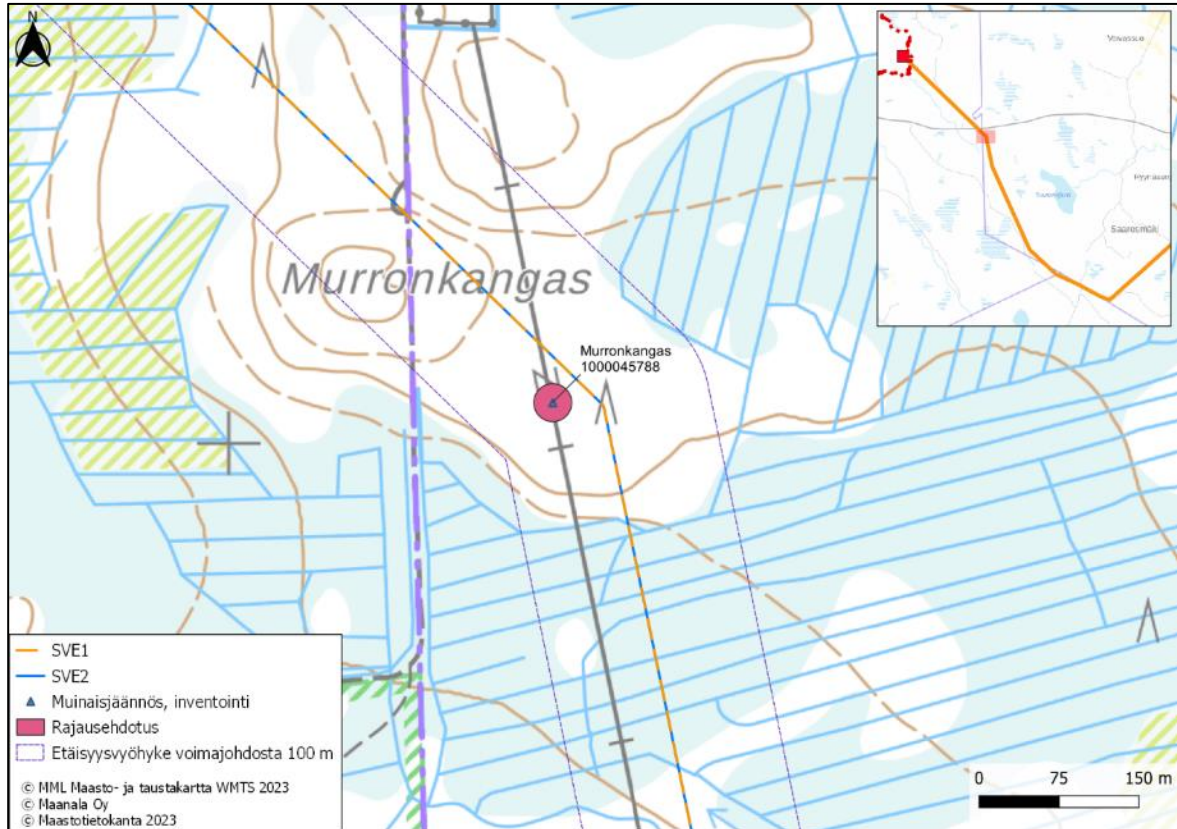 N
Murronkangas
Murronkangas
1000045788
Saaresmäki
SVE1
SVE2
Muinaisjäännös, inventointi
Rajausehdotus
Etäisyysvyöhyke voimajohdosta 100 m
© MML Maasto- ja taustakartta WMTS 2023
© Maanala Oy
© Maastotietokanta 2023
0 75 150 m